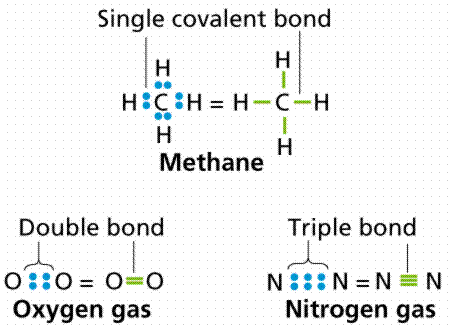 Single covalent bond
H H
H C H = H C H
H H
Methane
Double bond
O O = O O
Oxygen gas
Triple bond
N N = N N
Nitrogen gas